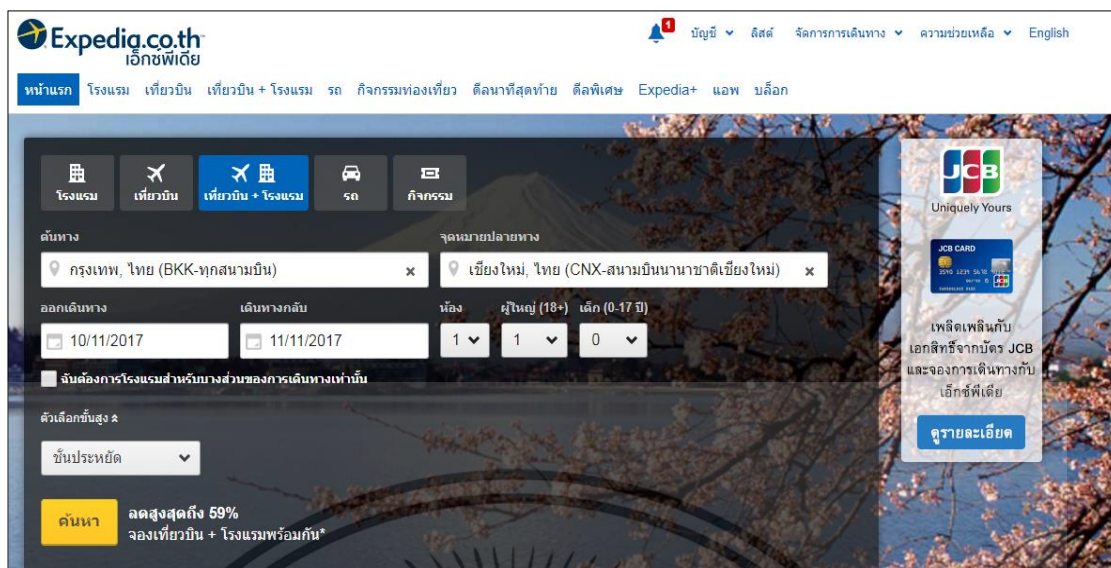 Expedia.co.th
เอ็กซ์พีเดีย
1 บัญชี ลิสต์ จัดการการเดินทาง ความช่วยเหลือ English
หน้าแรก โรงแรม เที่ยวบิน เที่ยวบิน + โรงแรม รถ กิจกรรมท่องเที่ยว ดีลนาทีสุดท้าย ดีลพิเศษ Expedia+ แอพ บล็อก
โรงแรม เที่ยวบิน เที่ยวบิน + โรงแรม รถ กิจกรรม
ต้นทาง จุดหมายปลายทาง
กรุงเทพ, ไทย (BKK-ทุกสนามบิน) × เชียงใหม่, ไทย (CNX-สนามบินนานาชาติเชียงใหม่) ×
ออกเดินทาง เดินทางกลับ ห้อง ผู้ใหญ่ (18+) เด็ก (0-17 ปี)
10/11/2017 11/11/2017 1 1 0
ฉันต้องการโรงแรมสำหรับบางส่วนของการเดินทางเท่านั้น
ตัวเลือกขั้นสูง
ชั้นประหยัด
ค้นหา
ลดสูงสุดถึง 59%
จองเที่ยวบิน + โรงแรมพร้อมกัน*
JCB
Uniquely Yours
JCB CARD
เพลิดเพลินกับ
เอกสิทธิ์จากบัตร JCB
และจองการเดินทางกับ
เอ็กซ์พีเดีย
ดูรายละเอียด